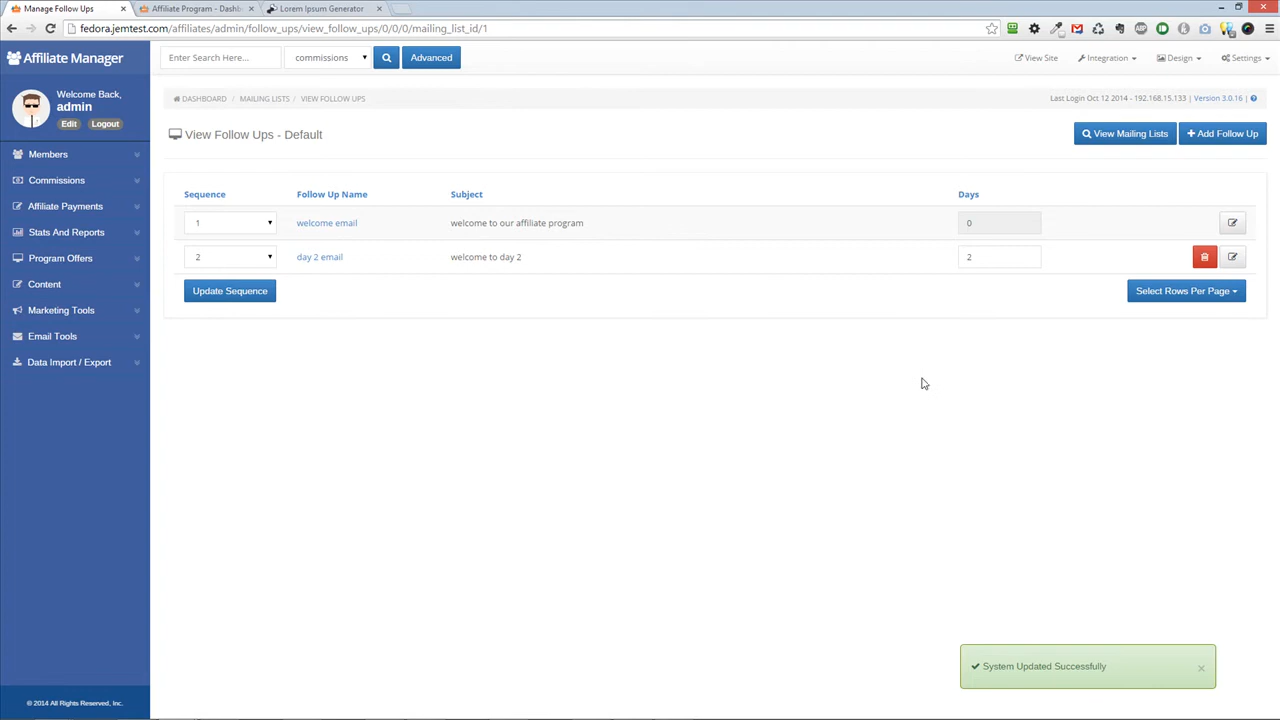 Manage Follow Ups
Affiliate Program - Dashb
Lorem Ipsum Generator
fedora.jemtest.com/affiliates/admin/follow_ups/view_follow_ups/0/0/0/mailing_list_id/1
Affiliate Manager
Enter Search Here...
commissions
Advanced
View Site
Integration
Design
Settings
Welcome Back,
admin
Edit
Logout
DASHBOARD / MAILING LISTS / VIEW FOLLOW UPS
Last Login Oct 12 2014 - 192.168.15.133 | Version 3.0.16 |
View Follow Ups - Default
View Mailing Lists
Add Follow Up
Members
Commissions
Affiliate Payments
Stats And Reports
Program Offers
Content
Marketing Tools
Email Tools
Data Import / Export
Sequence Follow Up Name Subject Days
1 welcome email welcome to our affiliate program 0
2 day 2 email welcome to day 2 2
Update Sequence
Select Rows Per Page
System Updated Successfully
© 2014 All Rights Reserved, Inc.